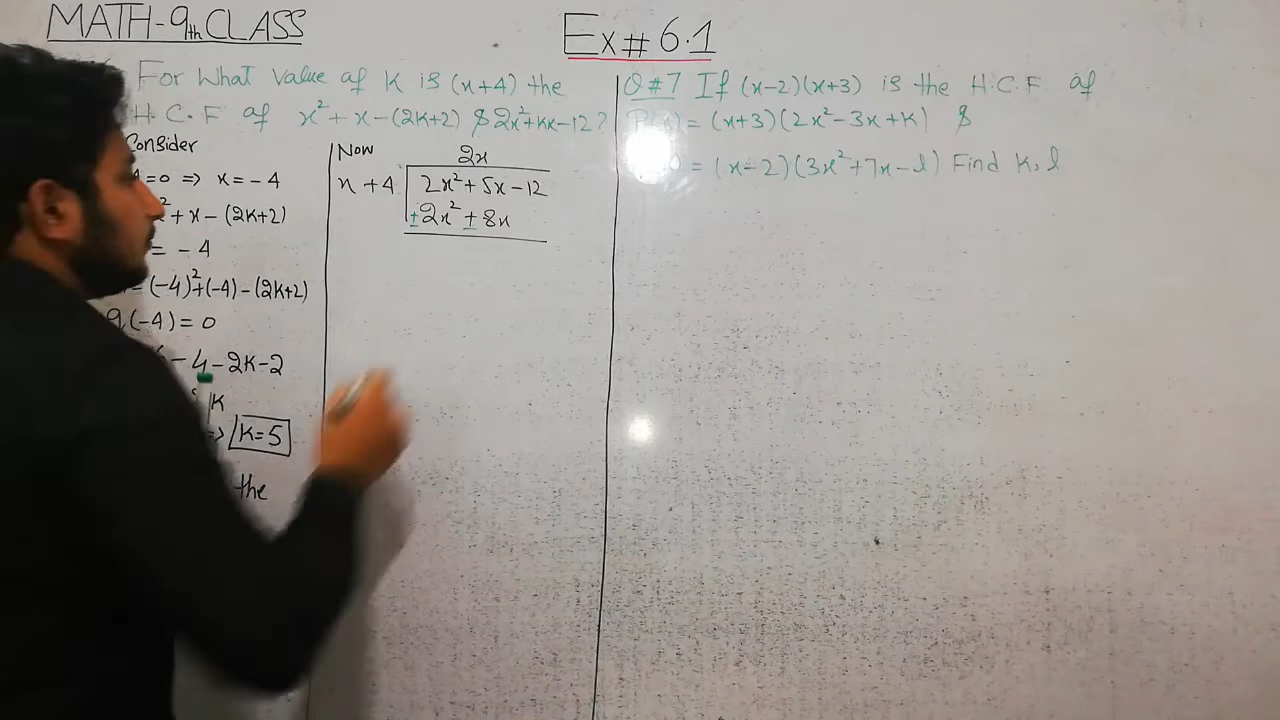 MATH-9th CLASS
Ex# 6.1
For What Value of K is (x+4) the
H.C.F of x²+x-(2K+2) & 2x²+Kx-12?
Consider
=0 => x=-4
²+x-(2K+2)
= -4
=(-4)²+(-4)-(2K+2)
(-4)=0
-4-2K-2
K
=> K=5
the
Now
2x
x+4 2x²+5x-12
±2x²±8x
Q#7 If (x-2)(x+3) is the H.C.F of
= (x+3)(2x²-3x+K) &
= (x-2)(3x²+7x-l) Find K, l